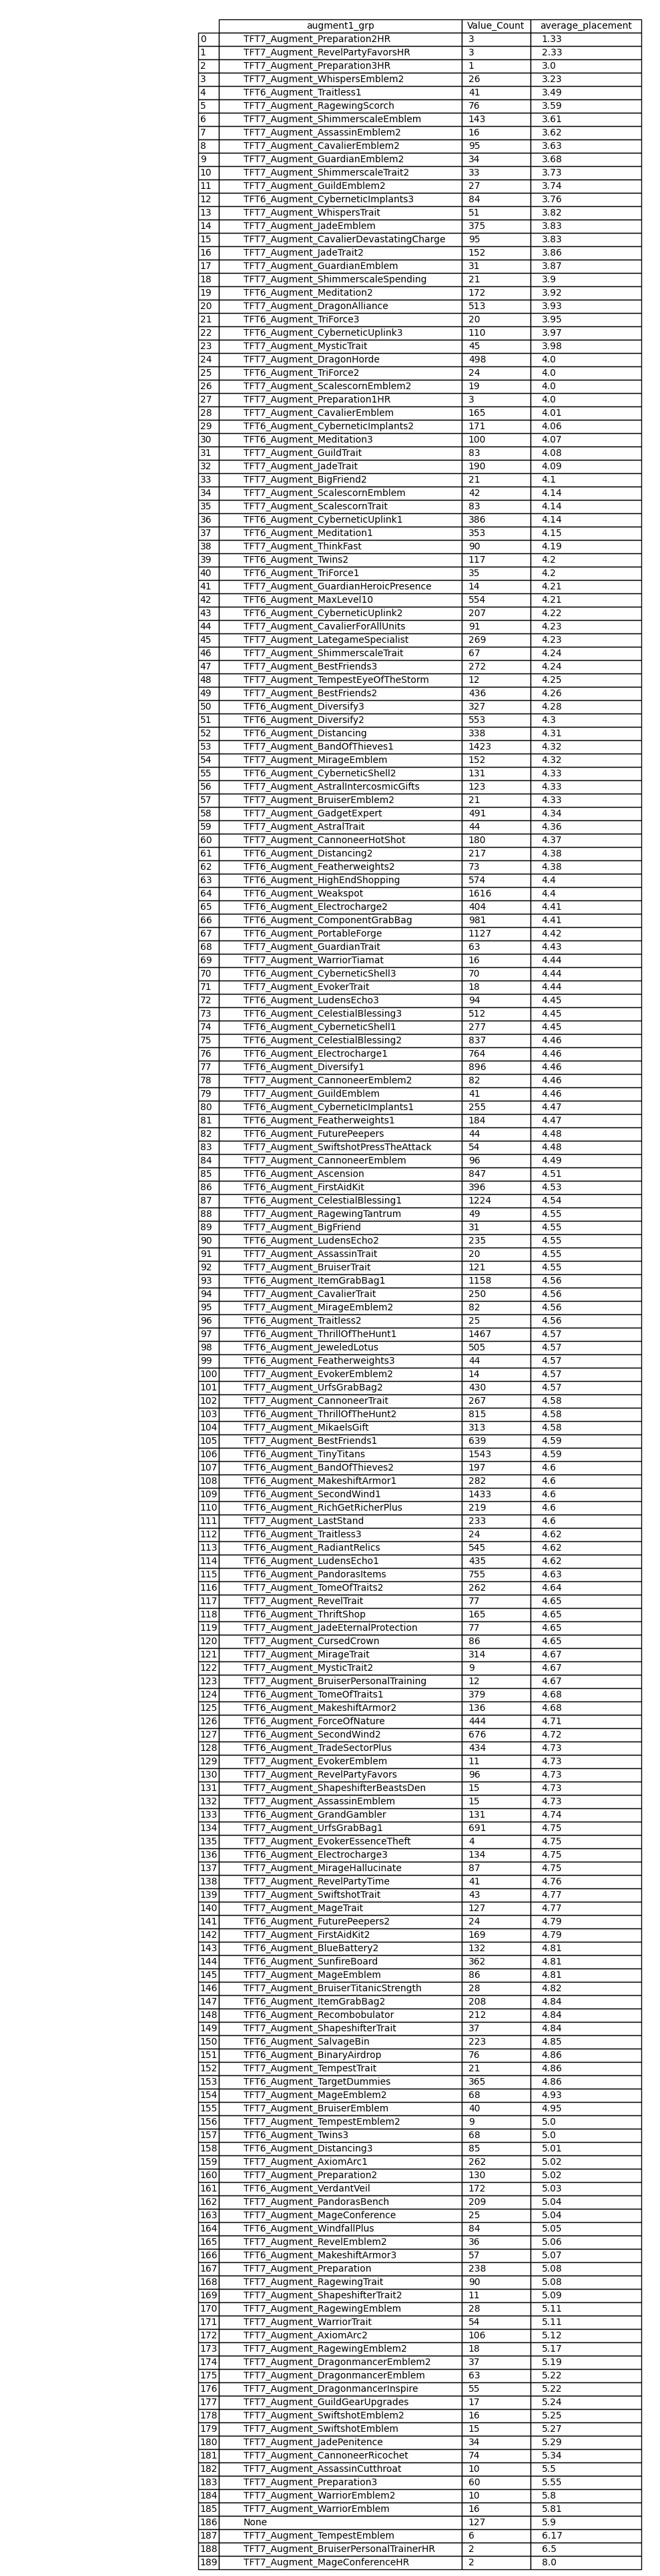 augment1_grp Value_Count average_placement
0 TFT7_Augment_Preparation2HR 3 1.33
1 TFT7_Augment_RevelPartyFavorsHR 3 2.33
2 TFT7_Augment_Preparation3HR 1 3.0
3 TFT7_Augment_WhispersEmblem2 26 3.23
4 TFT6_Augment_Traitless1 41 3.49
5 TFT7_Augment_RagewingScorch 76 3.59
6 TFT7_Augment_ShimmerscaleEmblem 143 3.61
7 TFT7_Augment_AssassinEmblem2 16 3.62
8 TFT7_Augment_CavalierEmblem2 95 3.63
9 TFT7_Augment_GuardianEmblem2 34 3.68
10 TFT7_Augment_ShimmerscaleTrait2 33 3.73
11 TFT7_Augment_GuildEmblem2 27 3.74
12 TFT6_Augment_CyberneticImplants3 84 3.76
13 TFT7_Augment_WhispersTrait 51 3.82
14 TFT7_Augment_JadeEmblem 375 3.83
15 TFT7_Augment_CavalierDevastatingCharge 95 3.83
16 TFT7_Augment_JadeTrait2 152 3.86
17 TFT7_Augment_GuardianEmblem 31 3.87
18 TFT7_Augment_ShimmerscaleSpending 21 3.9
19 TFT6_Augment_Meditation2 172 3.92
20 TFT7_Augment_DragonAlliance 513 3.93
21 TFT6_Augment_TriForce3 20 3.95
22 TFT6_Augment_CyberneticUplink3 110 3.97
23 TFT7_Augment_MysticTrait 45 3.98
24 TFT7_Augment_DragonHorde 498 4.0
25 TFT6_Augment_TriForce2 24 4.0
26 TFT7_Augment_ScalescornEmblem2 19 4.0
27 TFT7_Augment_Preparation1HR 3 4.0
28 TFT7_Augment_CavalierEmblem 165 4.01
29 TFT6_Augment_CyberneticImplants2 171 4.06
30 TFT6_Augment_Meditation3 100 4.07
31 TFT7_Augment_GuildTrait 83 4.08
32 TFT7_Augment_JadeTrait 190 4.09
33 TFT7_Augment_BigFriend2 21 4.1
34 TFT7_Augment_ScalescornEmblem 42 4.14
35 TFT7_Augment_ScalescornTrait 83 4.14
36 TFT6_Augment_CyberneticUplink1 386 4.14
37 TFT6_Augment_Meditation1 353 4.15
38 TFT7_Augment_ThinkFast 90 4.19
39 TFT6_Augment_Twins2 117 4.2
40 TFT6_Augment_TriForce1 35 4.2
41 TFT7_Augment_GuardianHeroicPresence 14 4.21
42 TFT6_Augment_MaxLevel10 554 4.21
43 TFT6_Augment_CyberneticUplink2 207 4.22
44 TFT7_Augment_CavalierForAllUnits 91 4.23
45 TFT7_Augment_LategameSpecialist 269 4.23
46 TFT7_Augment_ShimmerscaleTrait 67 4.24
47 TFT7_Augment_BestFriends3 272 4.24
48 TFT7_Augment_TempestEyeOfTheStorm 12 4.25
49 TFT7_Augment_BestFriends2 436 4.26
50 TFT6_Augment_Diversify3 327 4.28
51 TFT6_Augment_Diversify2 553 4.3
52 TFT6_Augment_Distancing 338 4.31
53 TFT7_Augment_BandOfThieves1 1423 4.32
54 TFT7_Augment_MirageEmblem 152 4.32
55 TFT6_Augment_CyberneticShell2 131 4.33
56 TFT7_Augment_AstralIntercosmicGifts 123 4.33
57 TFT7_Augment_BruiserEmblem2 21 4.33
58 TFT7_Augment_GadgetExpert 491 4.34
59 TFT7_Augment_AstralTrait 44 4.36
60 TFT7_Augment_CannoneerHotShot 180 4.37
61 TFT6_Augment_Distancing2 217 4.38
62 TFT6_Augment_Featherweights2 73 4.38
63 TFT6_Augment_HighEndShopping 574 4.4
64 TFT6_Augment_Weakspot 1616 4.4
65 TFT6_Augment_Electrocharge2 404 4.41
66 TFT6_Augment_ComponentGrabBag 981 4.41
67 TFT6_Augment_PortableForge 1127 4.42
68 TFT7_Augment_GuardianTrait 63 4.43
69 TFT7_Augment_WarriorTiamat 16 4.44
70 TFT6_Augment_CyberneticShell3 70 4.44
71 TFT7_Augment_EvokerTrait 18 4.44
72 TFT6_Augment_LudensEcho3 94 4.45
73 TFT6_Augment_CelestialBlessing3 512 4.45
74 TFT6_Augment_CyberneticShell1 277 4.45
75 TFT6_Augment_CelestialBlessing2 837 4.46
76 TFT6_Augment_Electrocharge1 764 4.46
77 TFT6_Augment_Diversify1 896 4.46
78 TFT7_Augment_CannoneerEmblem2 82 4.46
79 TFT7_Augment_GuildEmblem 41 4.46
80 TFT6_Augment_CyberneticImplants1 255 4.47
81 TFT6_Augment_Featherweights1 184 4.47
82 TFT6_Augment_FuturePeepers 44 4.48
83 TFT7_Augment_SwiftshotPressTheAttack 54 4.48
84 TFT7_Augment_CannoneerEmblem 96 4.49
85 TFT6_Augment_Ascension 847 4.51
86 TFT6_Augment_FirstAidKit 396 4.53
87 TFT6_Augment_CelestialBlessing1 1224 4.54
88 TFT7_Augment_RagewingTantrum 49 4.55
89 TFT7_Augment_BigFriend 31 4.55
90 TFT6_Augment_LudensEcho2 235 4.55
91 TFT7_Augment_AssassinTrait 20 4.55
92 TFT7_Augment_BruiserTrait 121 4.55
93 TFT6_Augment_ItemGrabBag1 1158 4.56
94 TFT7_Augment_CavalierTrait 250 4.56
95 TFT7_Augment_MirageEmblem2 82 4.56
96 TFT6_Augment_Traitless2 25 4.56
97 TFT6_Augment_ThrillOfTheHunt1 1467 4.57
98 TFT6_Augment_JeweledLotus 505 4.57
99 TFT6_Augment_Featherweights3 44 4.57
100 TFT7_Augment_EvokerEmblem2 14 4.57
101 TFT7_Augment_UrfsGrabBag2 430 4.57
102 TFT7_Augment_CannoneerTrait 267 4.58
103 TFT6_Augment_ThrillOfTheHunt2 815 4.58
104 TFT7_Augment_MikaelsGift 313 4.58
105 TFT7_Augment_BestFriends1 639 4.59
106 TFT6_Augment_TinyTitans 1543 4.59
107 TFT6_Augment_BandOfThieves2 197 4.6
108 TFT6_Augment_MakeshiftArmor1 282 4.6
109 TFT6_Augment_SecondWind1 1433 4.6
110 TFT6_Augment_RichGetRicherPlus 219 4.6
111 TFT7_Augment_LastStand 233 4.6
112 TFT6_Augment_Traitless3 24 4.62
113 TFT6_Augment_RadiantRelics 545 4.62
114 TFT6_Augment_LudensEcho1 435 4.62
115 TFT6_Augment_PandorasItems 755 4.63
116 TFT7_Augment_TomeOfTraits2 262 4.64
117 TFT7_Augment_RevelTrait 77 4.65
118 TFT6_Augment_ThriftShop 165 4.65
119 TFT7_Augment_JadeEternalProtection 77 4.65
120 TFT7_Augment_CursedCrown 86 4.65
121 TFT7_Augment_MirageTrait 314 4.67
122 TFT7_Augment_MysticTrait2 9 4.67
123 TFT7_Augment_BruiserPersonalTraining 12 4.67
124 TFT6_Augment_TomeOfTraits1 379 4.68
125 TFT6_Augment_MakeshiftArmor2 136 4.68
126 TFT6_Augment_ForceOfNature 444 4.71
127 TFT6_Augment_SecondWind2 676 4.72
128 TFT6_Augment_TradeSectorPlus 434 4.73
129 TFT7_Augment_EvokerEmblem 11 4.73
130 TFT7_Augment_RevelPartyFavors 96 4.73
131 TFT7_Augment_ShapeshifterBeastsDen 15 4.73
132 TFT7_Augment_AssassinEmblem 15 4.73
133 TFT6_Augment_GrandGambler 131 4.74
134 TFT7_Augment_UrfsGrabBag1 691 4.75
135 TFT7_Augment_EvokerEssenceTheft 4 4.75
136 TFT6_Augment_Electrocharge3 134 4.75
137 TFT7_Augment_MirageHallucinate 87 4.75
138 TFT7_Augment_RevelPartyTime 41 4.76
139 TFT7_Augment_SwiftshotTrait 43 4.77
140 TFT7_Augment_MageTrait 127 4.77
141 TFT6_Augment_FuturePeepers2 24 4.79
142 TFT7_Augment_FirstAidKit2 169 4.79
143 TFT6_Augment_BlueBattery2 132 4.81
144 TFT6_Augment_SunfireBoard 362 4.81
145 TFT7_Augment_MageEmblem 86 4.81
146 TFT7_Augment_BruiserTitanicStrength 28 4.82
147 TFT6_Augment_ItemGrabBag2 208 4.84
148 TFT6_Augment_Recombobulator 212 4.84
149 TFT7_Augment_ShapeshifterTrait 37 4.84
150 TFT6_Augment_SalvageBin 223 4.85
151 TFT6_Augment_BinaryAirdrop 76 4.86
152 TFT7_Augment_TempestTrait 21 4.86
153 TFT6_Augment_TargetDummies 365 4.86
154 TFT7_Augment_MageEmblem2 68 4.93
155 TFT7_Augment_BruiserEmblem 40 4.95
156 TFT7_Augment_TempestEmblem2 9 5.0
157 TFT6_Augment_Twins3 68 5.0
158 TFT6_Augment_Distancing3 85 5.01
159 TFT7_Augment_AxiomArc1 262 5.02
160 TFT7_Augment_Preparation2 130 5.02
161 TFT6_Augment_VerdantVeil 172 5.03
162 TFT7_Augment_PandorasBench 209 5.04
163 TFT7_Augment_MageConference 25 5.04
164 TFT6_Augment_WindfallPlus 84 5.05
165 TFT7_Augment_RevelEmblem2 36 5.06
166 TFT6_Augment_MakeshiftArmor3 57 5.07
167 TFT7_Augment_Preparation 238 5.08
168 TFT7_Augment_RagewingTrait 90 5.08
169 TFT7_Augment_ShapeshifterTrait2 11 5.09
170 TFT7_Augment_RagewingEmblem 28 5.11
171 TFT7_Augment_WarriorTrait 54 5.11
172 TFT7_Augment_AxiomArc2 106 5.12
173 TFT7_Augment_RagewingEmblem2 18 5.17
174 TFT7_Augment_DragonmancerEmblem2 37 5.19
175 TFT7_Augment_DragonmancerEmblem 63 5.22
176 TFT7_Augment_DragonmancerInspire 55 5.22
177 TFT7_Augment_GuildGearUpgrades 17 5.24
178 TFT7_Augment_SwiftshotEmblem2 16 5.25
179 TFT7_Augment_SwiftshotEmblem 15 5.27
180 TFT7_Augment_JadePenitence 34 5.29
181 TFT7_Augment_CannoneerRicochet 74 5.34
182 TFT7_Augment_AssassinCutthroat 10 5.5
183 TFT7_Augment_Preparation3 60 5.55
184 TFT7_Augment_WarriorEmblem2 10 5.8
185 TFT7_Augment_WarriorEmblem 16 5.81
186 None 127 5.9
187 TFT7_Augment_TempestEmblem 6 6.17
188 TFT7_Augment_BruiserPersonalTrainerHR 2 6.5
189 TFT7_Augment_MageConferenceHR 2 8.0